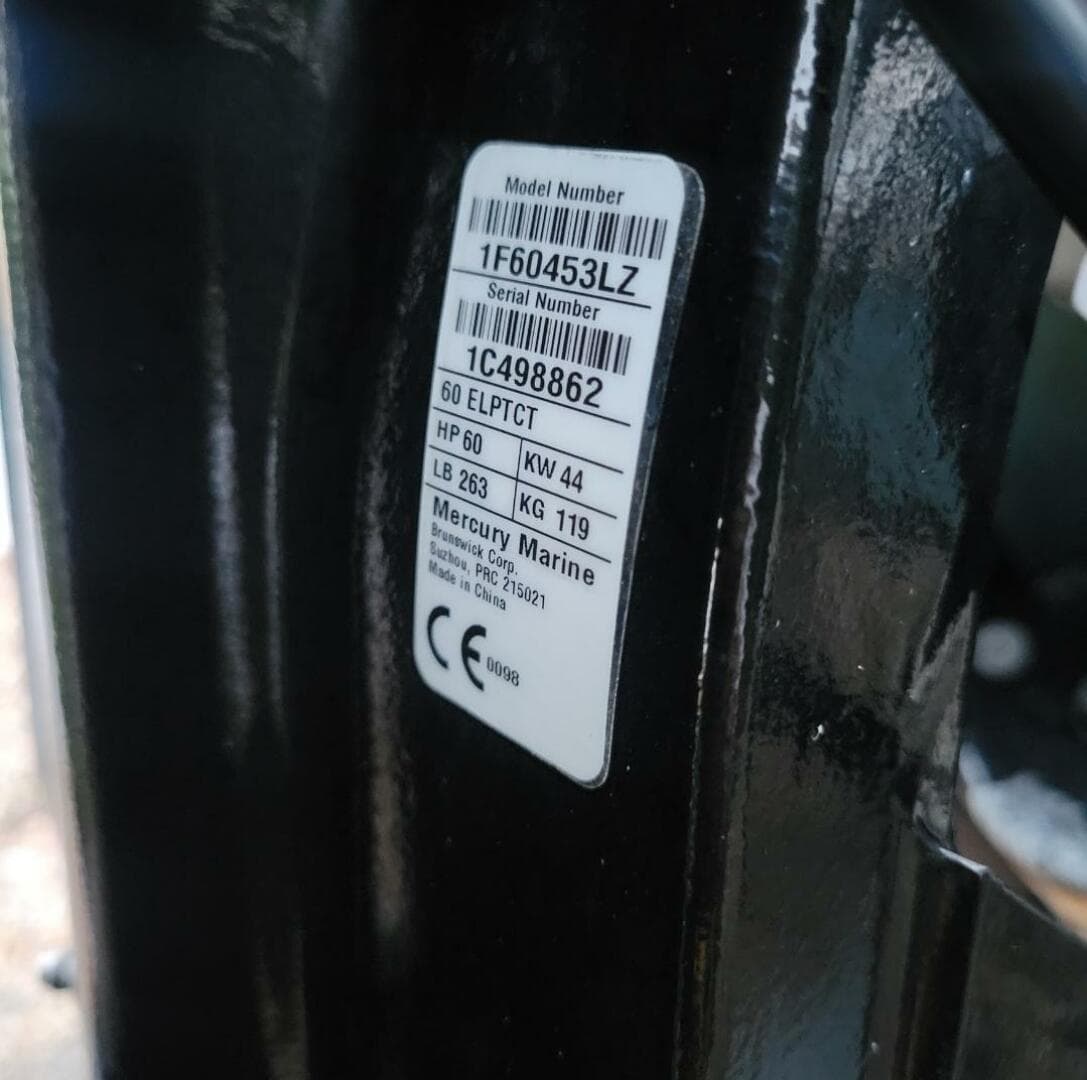 Model Number
1F60453LZ
Serial Number
1C498862
60 ELPTCT
HP 60 KW 44
LB 263 KG 119
Mercury Marine
Brunswick Corp.
Suzhou, PRC 215021
Made in China
CE 0098